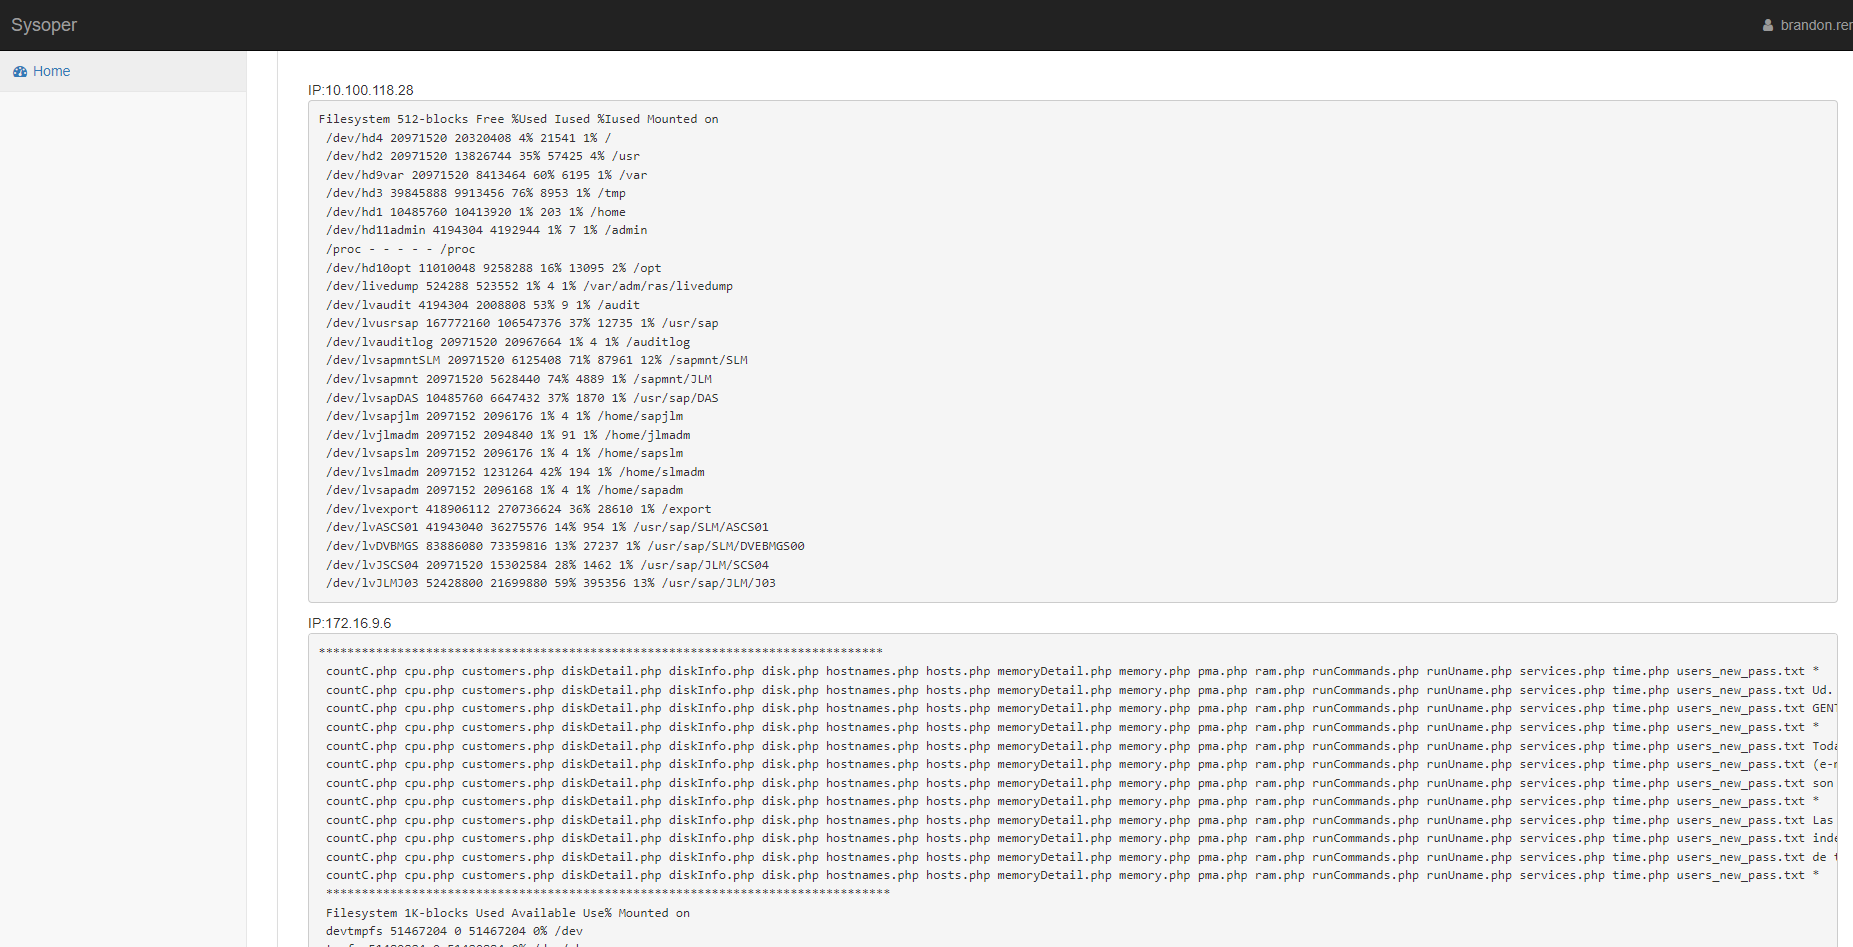 Sysoper
brandon.rer
Home
IP:10.100.118.28
Filesystem 512-blocks Free %Used Iused %Iused Mounted on
/dev/hd4 20971520 20320408 4% 21541 1% /
/dev/hd2 20971520 13826744 35% 57425 4% /usr
/dev/hd9var 20971520 8413464 60% 6195 1% /var
/dev/hd3 39845888 9913456 76% 8953 1% /tmp
/dev/hd1 10485760 10413920 1% 203 1% /home
/dev/hd11admin 4194304 4192944 1% 7 1% /admin
/proc - - - - - /proc
/dev/hd10opt 11010048 9258288 16% 13095 2% /opt
/dev/livedump 524288 523552 1% 4 1% /var/adm/ras/livedump
/dev/lvaudit 4194304 2008808 53% 9 1% /audit
/dev/lvusrsap 167772160 106547376 37% 12735 1% /usr/sap
/dev/lvauditlog 20971520 20967664 1% 4 1% /auditlog
/dev/lvsapmntSLM 20971520 6125408 71% 87961 12% /sapmnt/SLM
/dev/lvsapmnt 20971520 5628440 74% 4889 1% /sapmnt/JLM
/dev/lvsapDAS 10485760 6647432 37% 1870 1% /usr/sap/DAS
/dev/lvsapjlm 2097152 2096176 1% 4 1% /home/sapjlm
/dev/lvjlmadm 2097152 2094840 1% 91 1% /home/jlmadm
/dev/lvsapslm 2097152 2096176 1% 4 1% /home/sapslm
/dev/lvslmadm 2097152 1231264 42% 194 1% /home/slmadm
/dev/lvsapadm 2097152 2096168 1% 4 1% /home/sapadm
/dev/lvexport 418906112 270736624 36% 28610 1% /export
/dev/lvASCS01 41943040 36275576 14% 954 1% /usr/sap/SLM/ASCS01
/dev/lvDVBMGS 83886080 73359816 13% 27237 1% /usr/sap/SLM/DVEBMGS00
/dev/lvJSCS04 20971520 15302584 28% 1462 1% /usr/sap/JLM/SCS04
/dev/lvJLMJ03 52428800 21699880 59% 395356 13% /usr/sap/JLM/J03
IP:172.16.9.6
*******************************************************************************
countC.php cpu.php customers.php diskDetail.php diskInfo.php disk.php hostnames.php hosts.php memoryDetail.php memory.php pma.php ram.php runCommands.php runUname.php services.php time.php users_new_pass.txt *
countC.php cpu.php customers.php diskDetail.php diskInfo.php disk.php hostnames.php hosts.php memoryDetail.php memory.php pma.php ram.php runCommands.php runUname.php services.php time.php users_new_pass.txt Ud.
countC.php cpu.php customers.php diskDetail.php diskInfo.php disk.php hostnames.php hosts.php memoryDetail.php memory.php pma.php ram.php runCommands.php runUname.php services.php time.php users_new_pass.txt GENT
countC.php cpu.php customers.php diskDetail.php diskInfo.php disk.php hostnames.php hosts.php memoryDetail.php memory.php pma.php ram.php runCommands.php runUname.php services.php time.php users_new_pass.txt *
countC.php cpu.php customers.php diskDetail.php diskInfo.php disk.php hostnames.php hosts.php memoryDetail.php memory.php pma.php ram.php runCommands.php runUname.php services.php time.php users_new_pass.txt Toda
countC.php cpu.php customers.php diskDetail.php diskInfo.php disk.php hostnames.php hosts.php memoryDetail.php memory.php pma.php ram.php runCommands.php runUname.php services.php time.php users_new_pass.txt (e-m
countC.php cpu.php customers.php diskDetail.php diskInfo.php disk.php hostnames.php hosts.php memoryDetail.php memory.php pma.php ram.php runCommands.php runUname.php services.php time.php users_new_pass.txt son
countC.php cpu.php customers.php diskDetail.php diskInfo.php disk.php hostnames.php hosts.php memoryDetail.php memory.php pma.php ram.php runCommands.php runUname.php services.php time.php users_new_pass.txt *
countC.php cpu.php customers.php diskDetail.php diskInfo.php disk.php hostnames.php hosts.php memoryDetail.php memory.php pma.php ram.php runCommands.php runUname.php services.php time.php users_new_pass.txt Las
countC.php cpu.php customers.php diskDetail.php diskInfo.php disk.php hostnames.php hosts.php memoryDetail.php memory.php pma.php ram.php runCommands.php runUname.php services.php time.php users_new_pass.txt inde
countC.php cpu.php customers.php diskDetail.php diskInfo.php disk.php hostnames.php hosts.php memoryDetail.php memory.php pma.php ram.php runCommands.php runUname.php services.php time.php users_new_pass.txt de t
countC.php cpu.php customers.php diskDetail.php diskInfo.php disk.php hostnames.php hosts.php memoryDetail.php memory.php pma.php ram.php runCommands.php runUname.php services.php time.php users_new_pass.txt *
*******************************************************************************
Filesystem 1K-blocks Used Available Use% Mounted on
devtmpfs 51467204 0 51467204 0% /dev